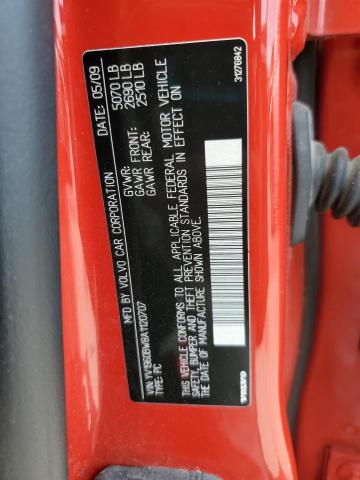 MFD BY VOLVO CAR CORPORATION DATE: 05/09
GVWR: 5070 LB
GAWR FRONT: 2690 LB
GAWR REAR: 2510 LB
VIN: YV1960BW8A1120707
TYPE: PC
THIS VEHICLE CONFORMS TO ALL APPLICABLE FEDERAL MOTOR VEHICLE
SAFETY, BUMPER AND THEFT PREVENTION STANDARDS IN EFFECT ON
THE DATE OF MANUFACTURE SHOWN ABOVE.
VOLVO 31276842